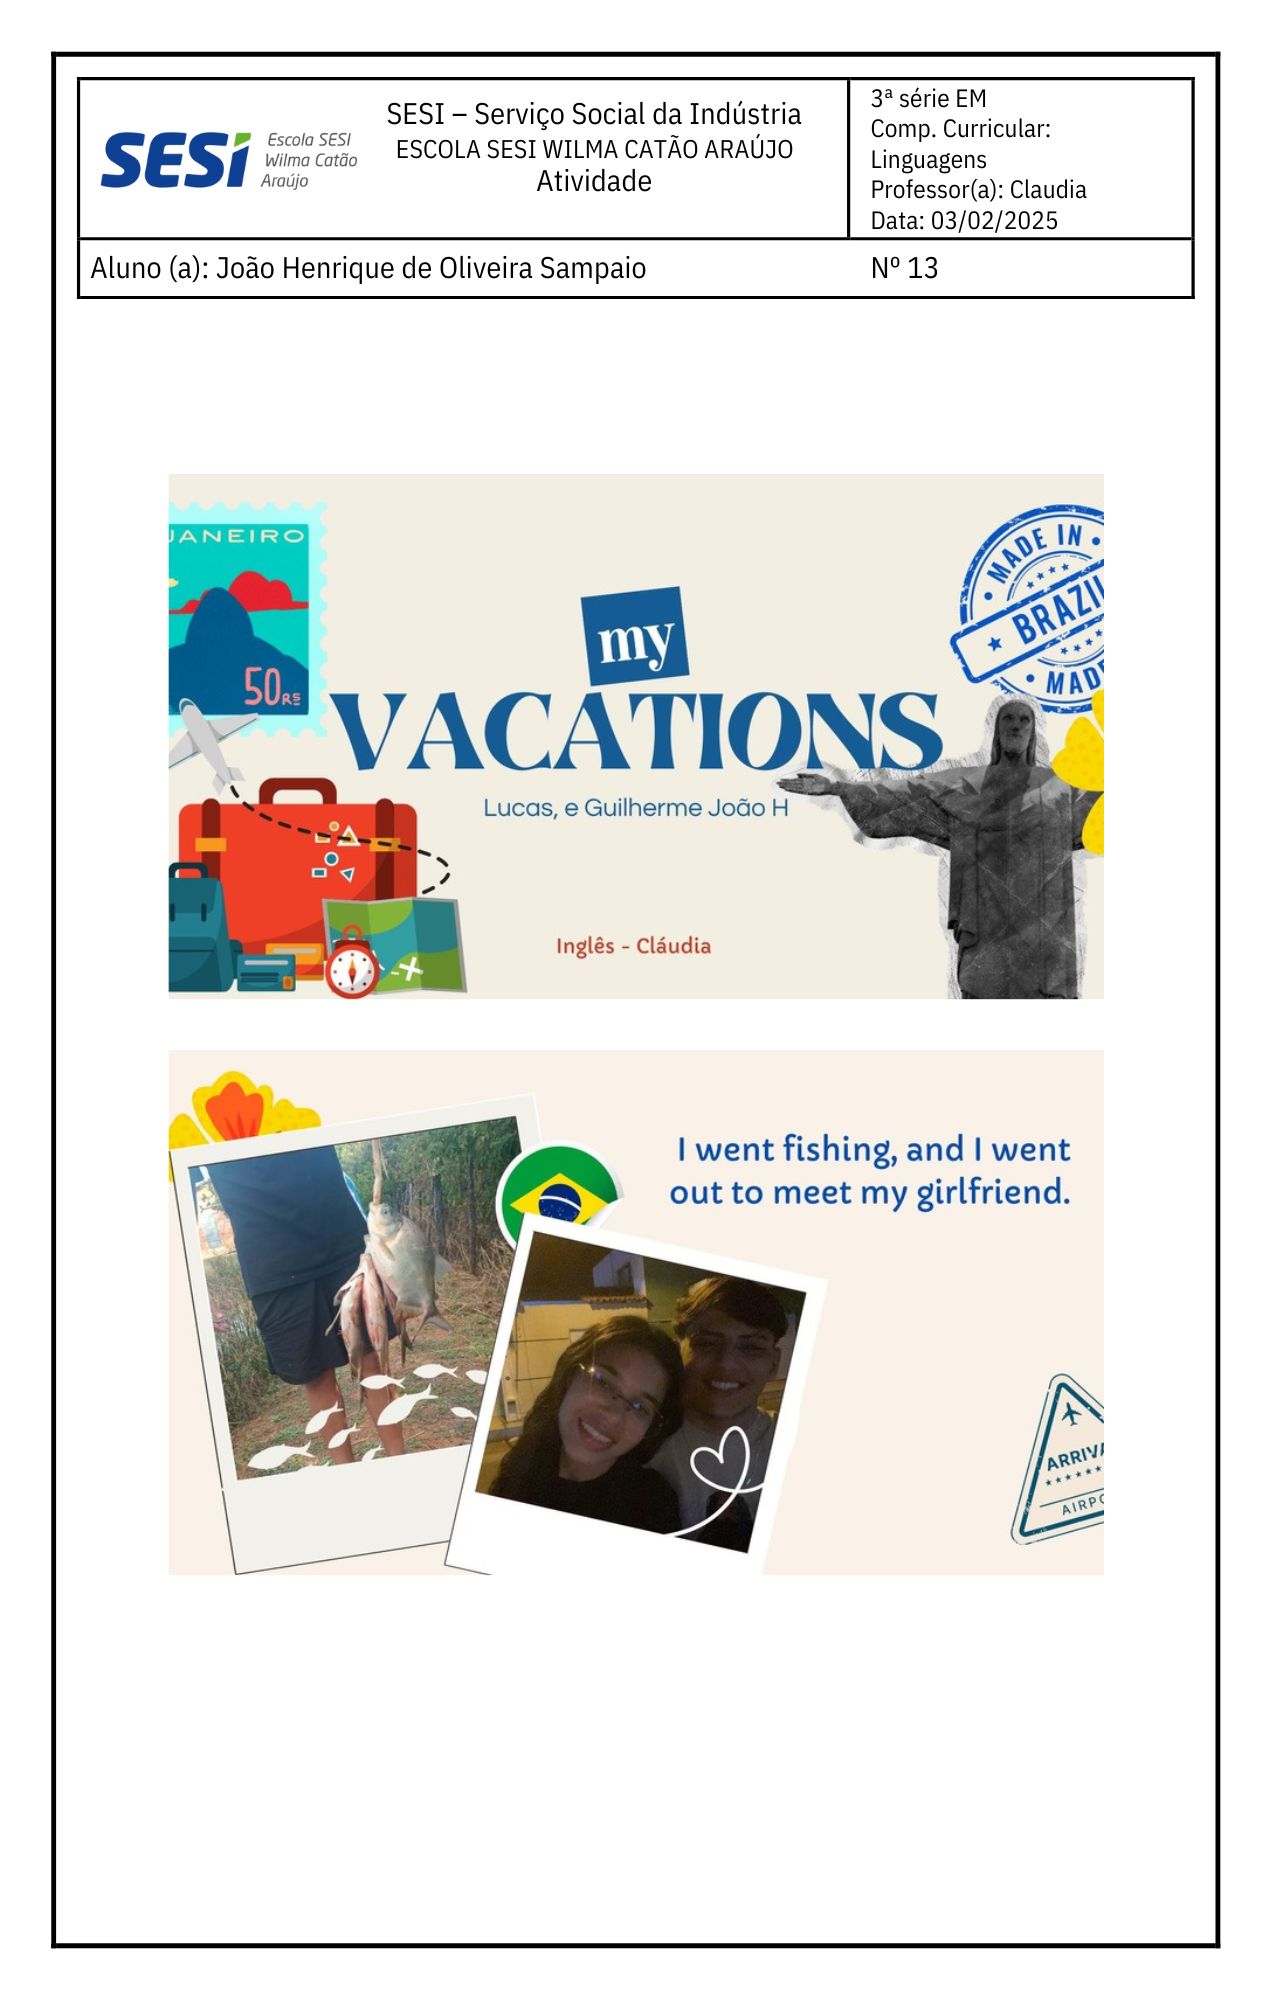 SESI
Escola SESI
Wilma Catão
Araújo
SESI – Serviço Social da Indústria
ESCOLA SESI WILMA CATÃO ARAÚJO
Atividade
3ª série EM
Comp. Curricular:
Linguagens
Professor(a): Claudia
Data: 03/02/2025
Aluno (a): João Henrique de Oliveira Sampaio
Nº 13
JANEIRO
50RS
MADE IN
BRAZI
MAD
my
VACATIONS
Lucas, e Guilherme João H
Inglês - Cláudia
I went fishing, and I went
out to meet my girlfriend.
ARRIVA
AIRPO